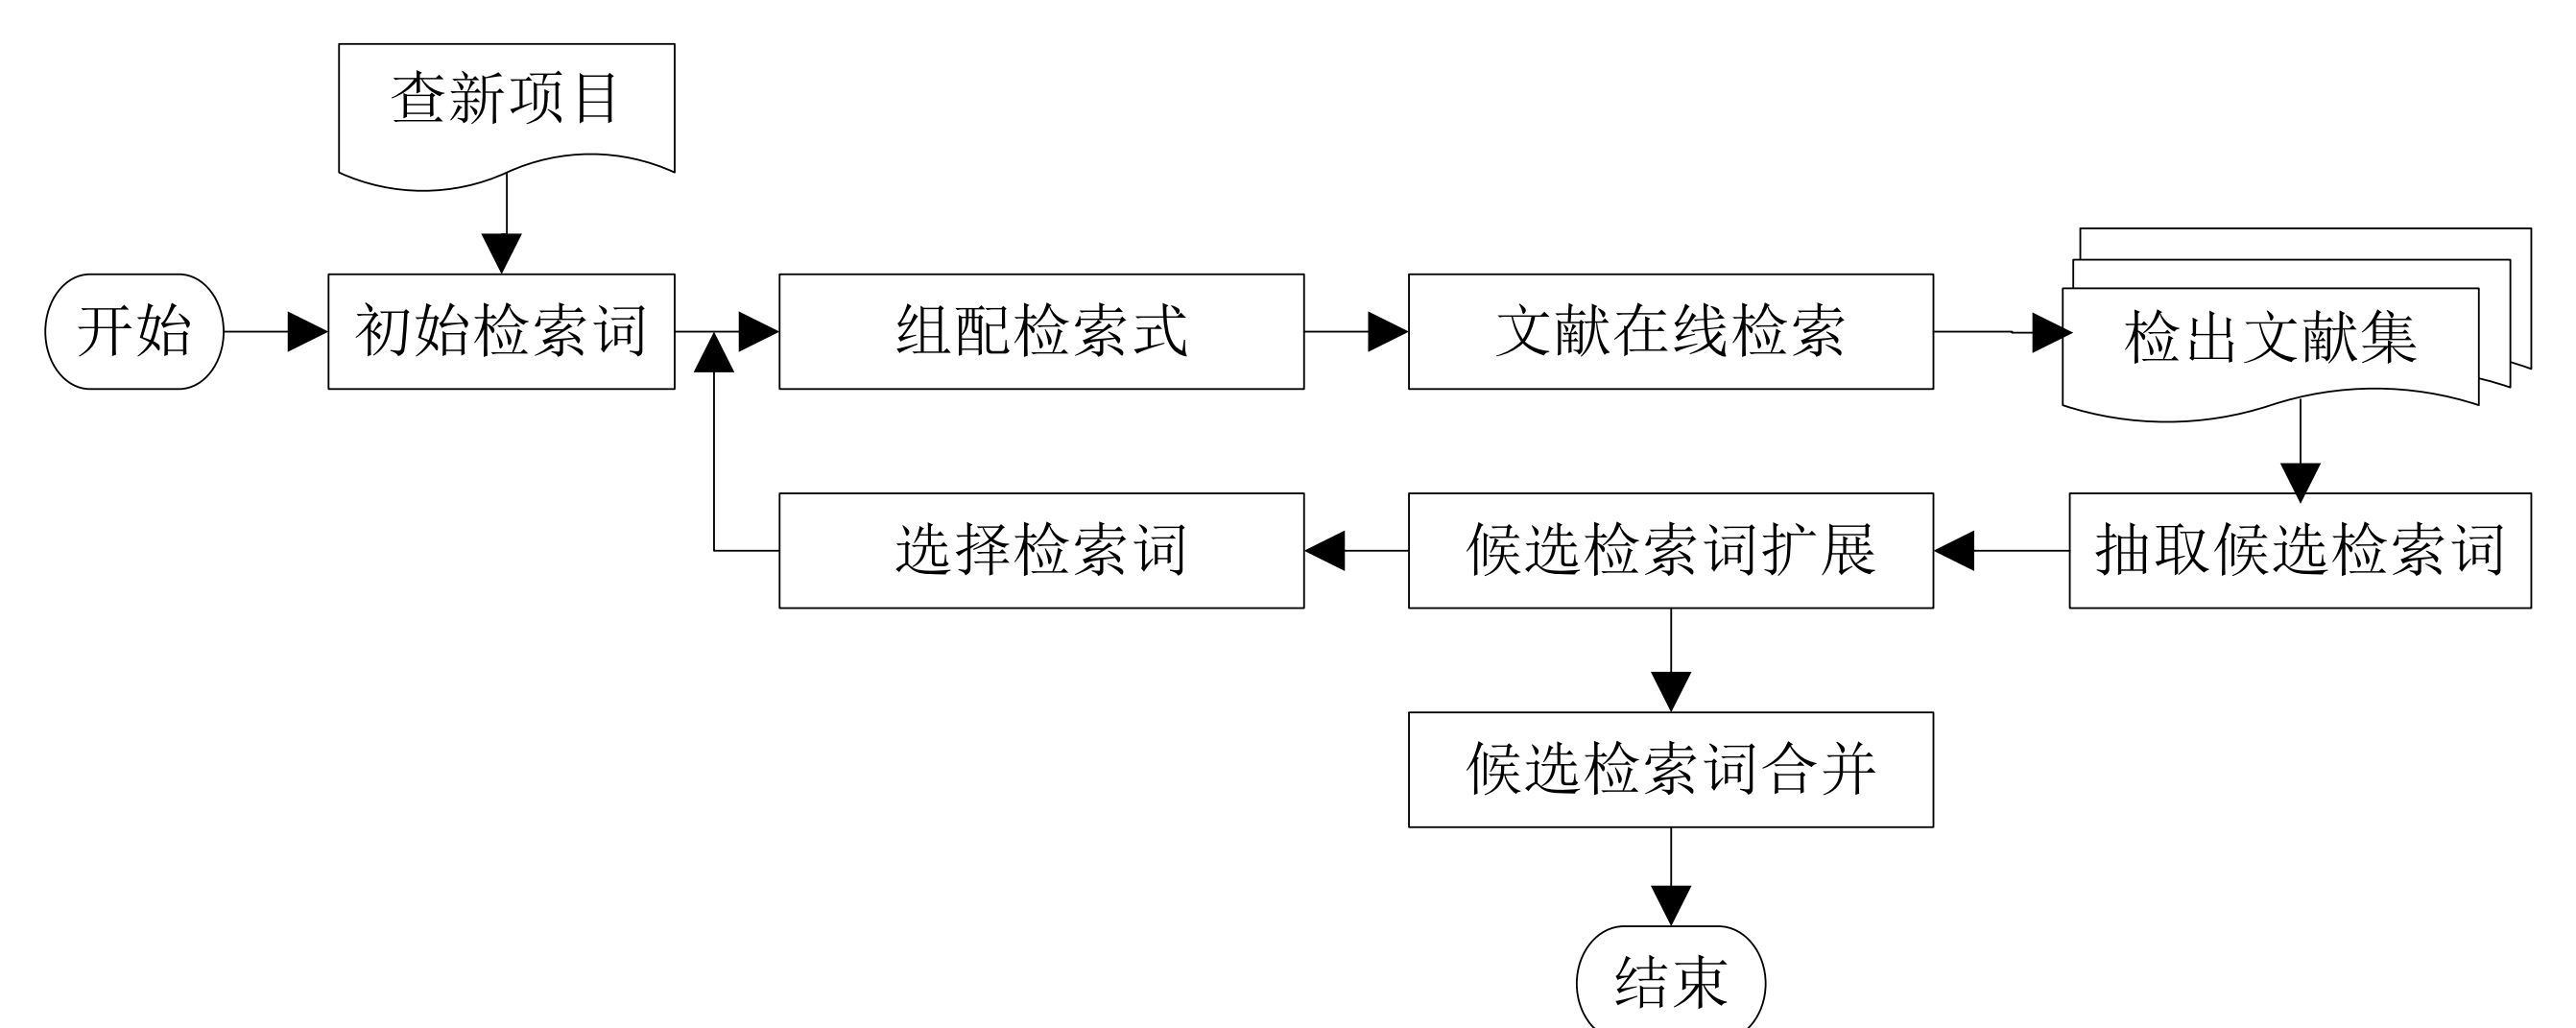 查新项目
开始
初始检索词
组配检索式
文献在线检索
检出文献集
选择检索词
候选检索词扩展
抽取候选检索词
候选检索词合并
结束